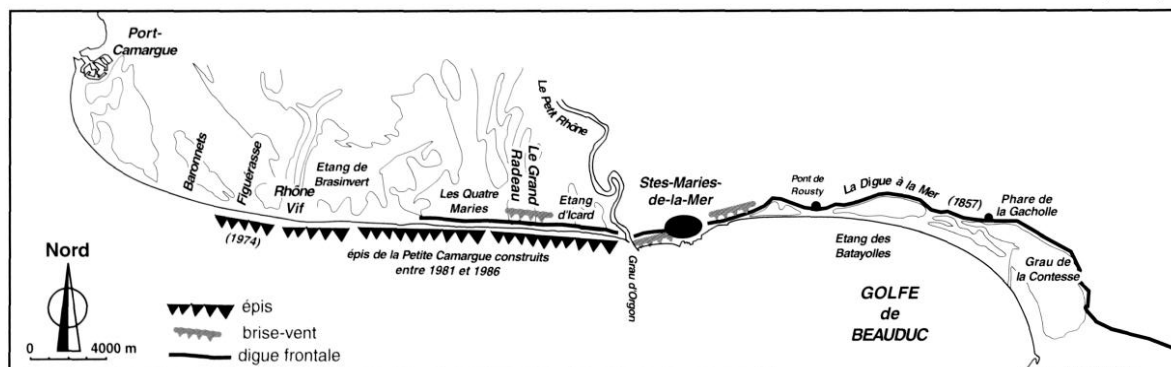 Port-
Camargue
Baronnets
Figuérasse
Rhône
Vif
Etang de
Brasinvert
Les Quatre
Maries
Le Grand
Radeau
Etang
d'Icard
Le Petit Rhône
Stes-Maries-
de-la-Mer
Pont de
Rousty
La Digue à la Mer (1857)
Phare de
la Gacholle
Etang des
Batayolles
Grau de
la Contesse
Grau d'Orgon
(1974)
épis de la Petite Camargue construits
entre 1981 et 1986
GOLFE
de
BEAUDUC
Nord
0 4000 m
épis
brise-vent
digue frontale